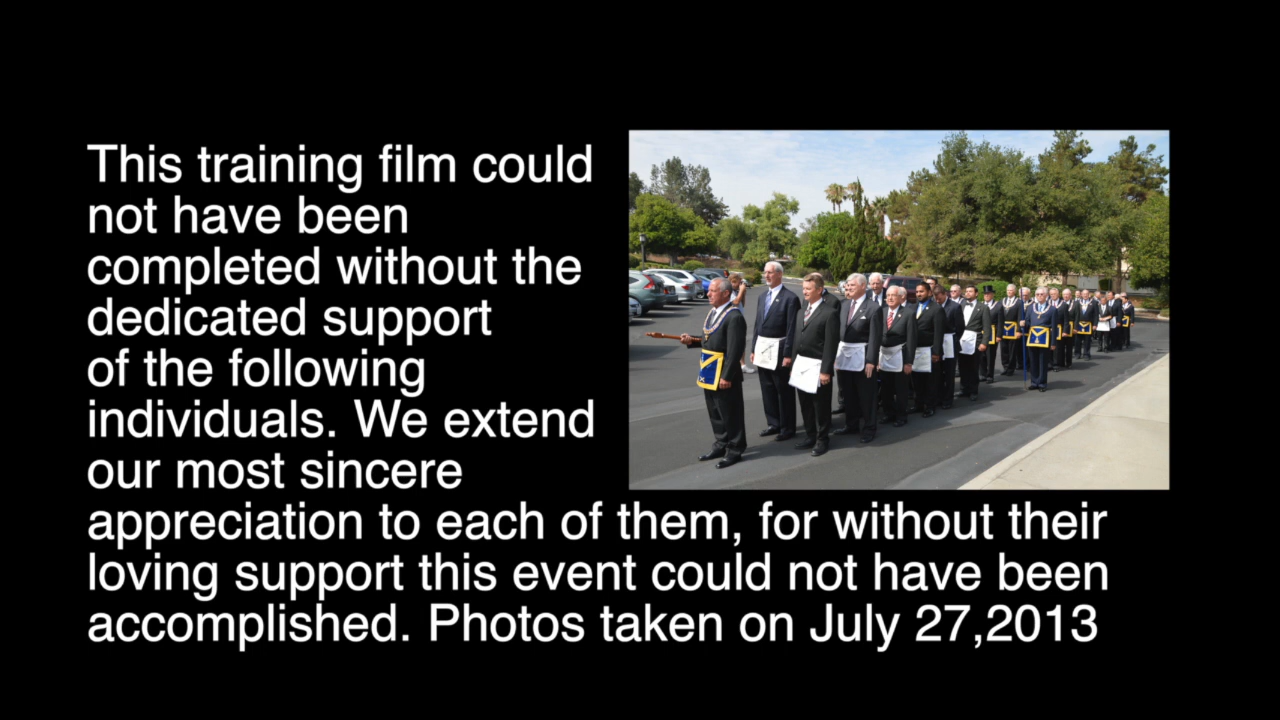 This training film could
not have been
completed without the
dedicated support
of the following
individuals. We extend
our most sincere
appreciation to each of them, for without their
loving support this event could not have been
accomplished. Photos taken on July 27,2013